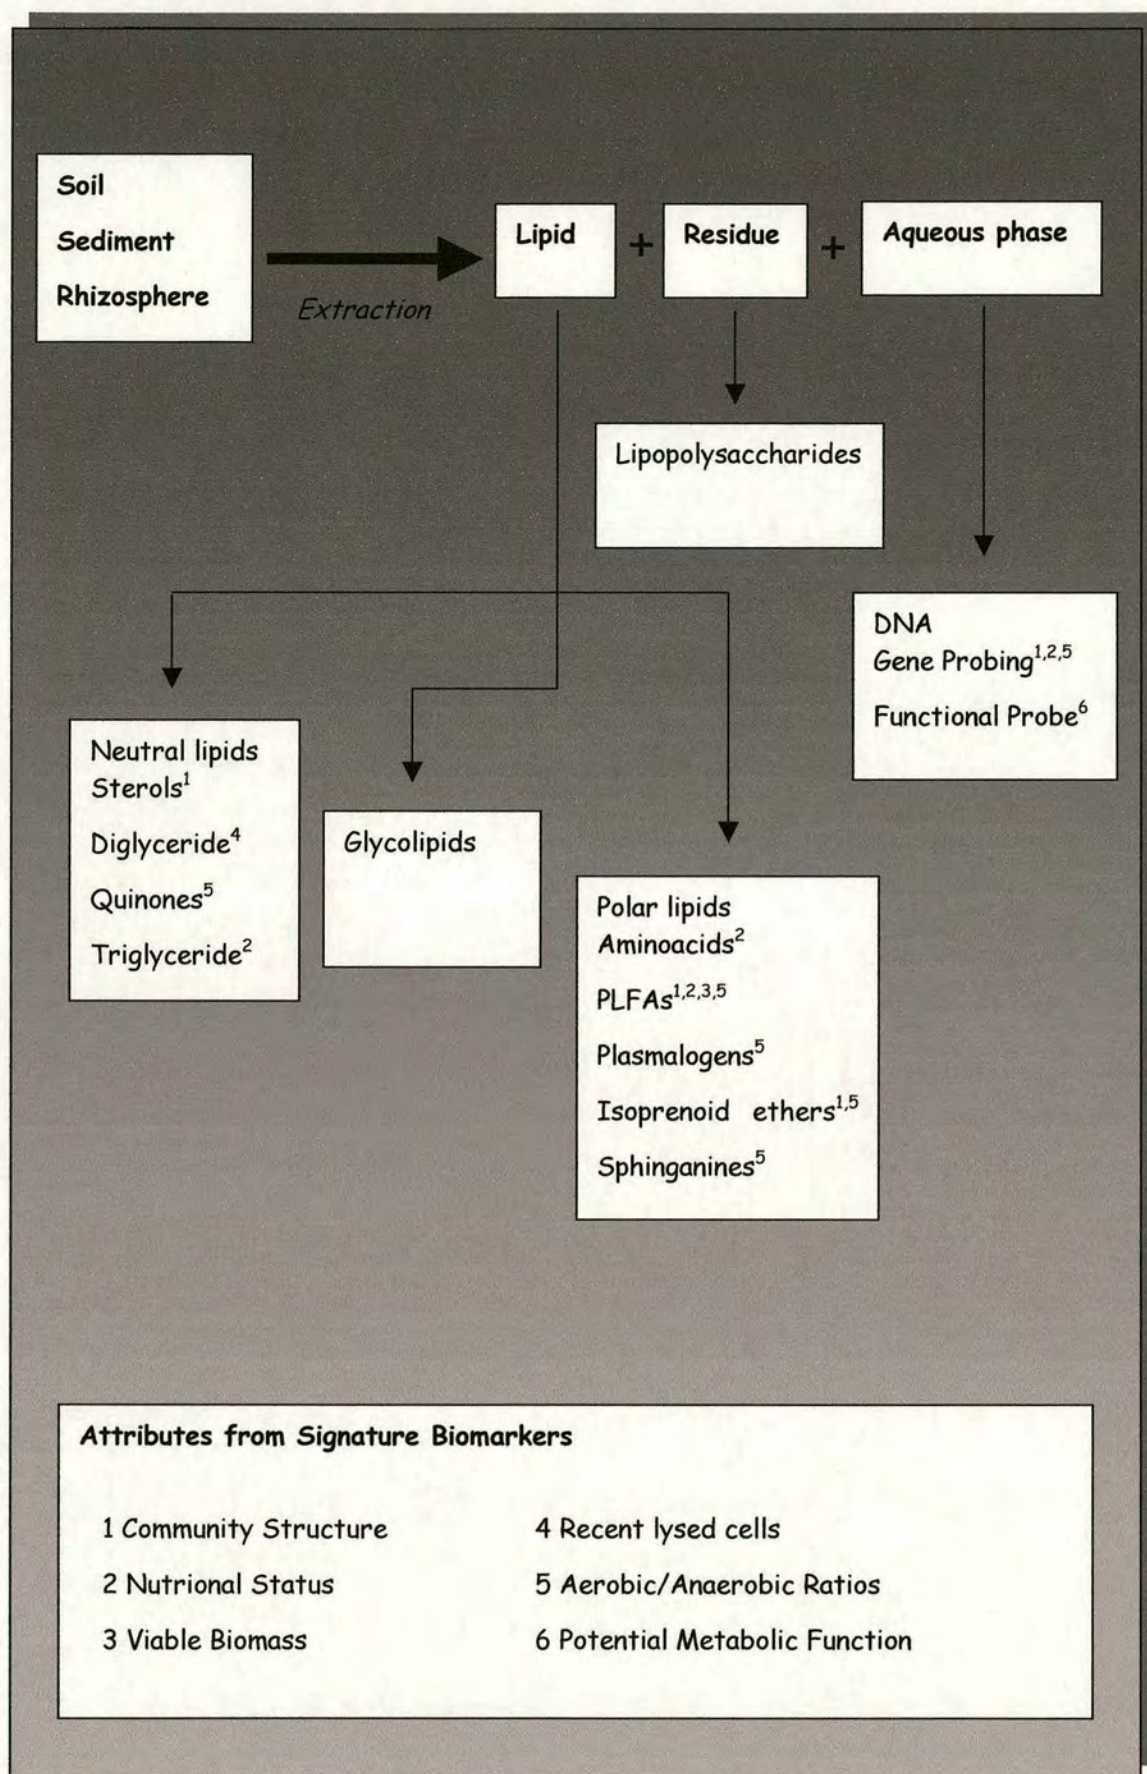 Soil
Sediment
Rhizosphere
Extraction
Lipid
+
Residue
+
Aqueous phase
Lipopolysaccharides
DNA
Gene Probing1,2,5
Functional Probe6
Neutral lipids
Sterols1
Diglyceride4
Quinones5
Triglyceride2
Glycolipids
Polar lipids
Aminoacids2
PLFAs1,2,3,5
Plasmalogens5
Isoprenoid ethers1,5
Sphinganines5
Attributes from Signature Biomarkers
1 Community Structure
2 Nutrional Status
3 Viable Biomass
4 Recent lysed cells
5 Aerobic/Anaerobic Ratios
6 Potential Metabolic Function